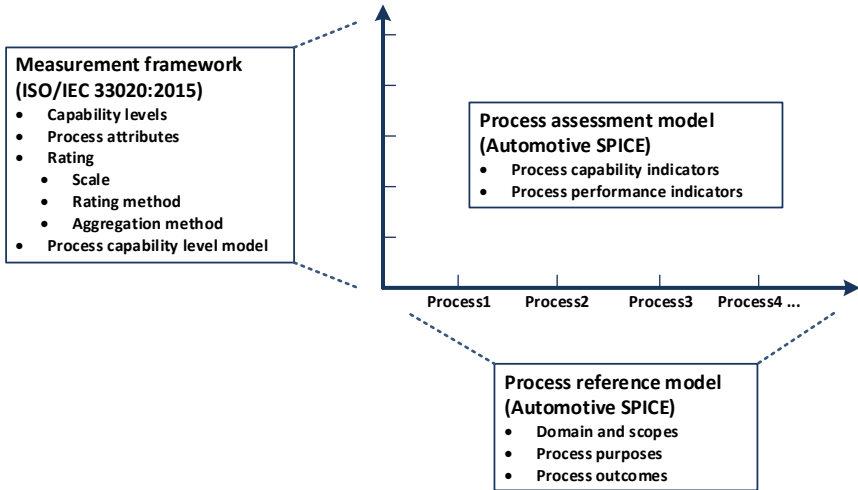 Measurement framework
(ISO/IEC 33020:2015)
• Capability levels
• Process attributes
• Rating
• Scale
• Rating method
• Aggregation method
• Process capability level model
Process assessment model
(Automotive SPICE)
• Process capability indicators
• Process performance indicators
Process1 Process2 Process3 Process4 ...
Process reference model
(Automotive SPICE)
• Domain and scopes
• Process purposes
• Process outcomes